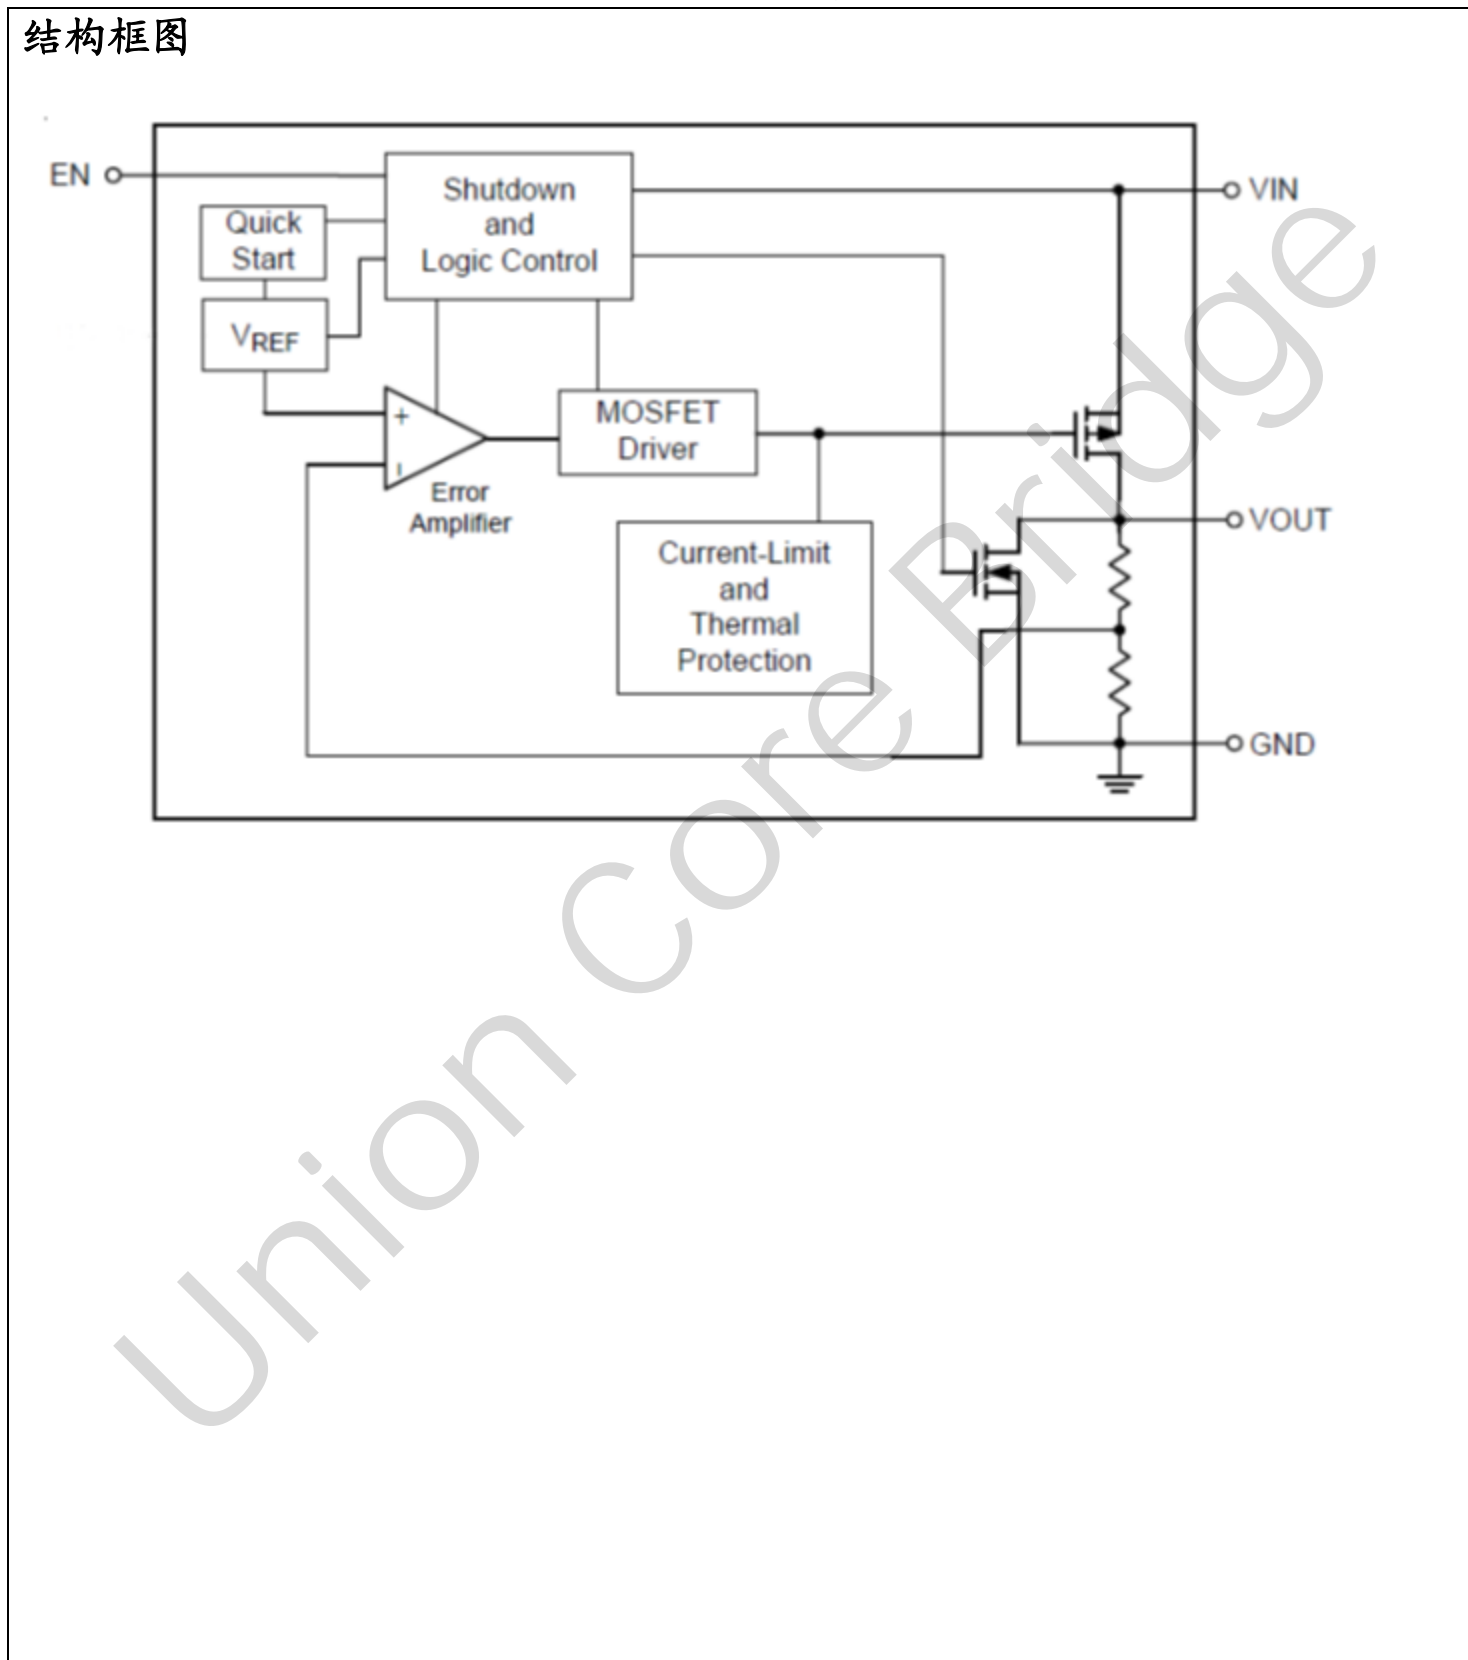 结构框图
EN
Shutdown
and
Logic Control
VIN
Quick
Start
VREF
+
-
Error
Amplifier
MOSFET
Driver
VOUT
Current-Limit
and
Thermal
Protection
GND
Union Core Bridge